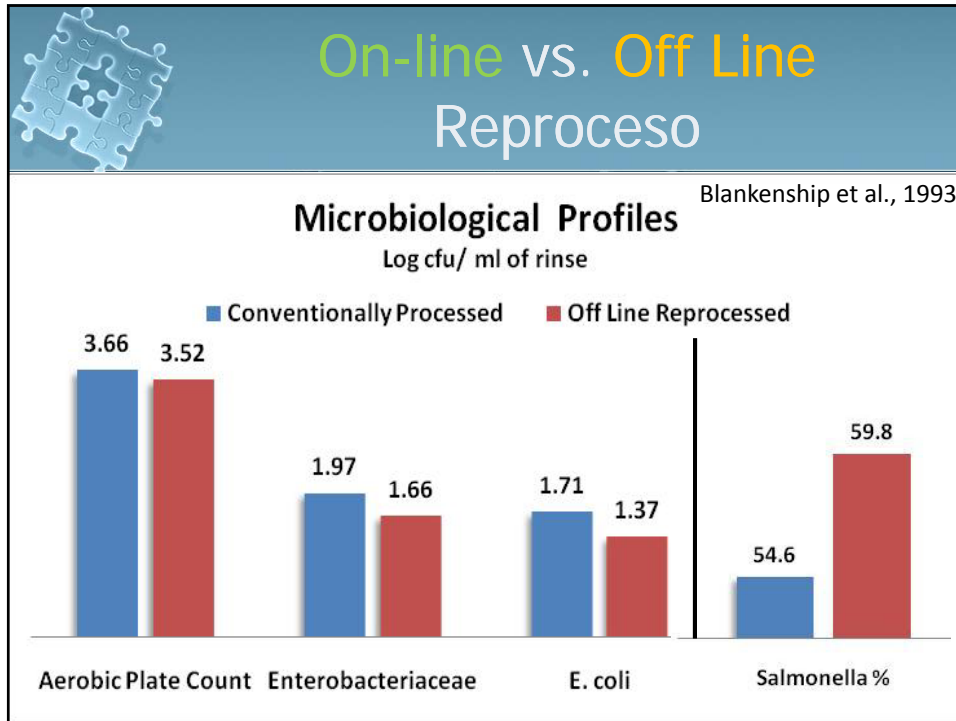 On-line vs. Off Line
Reproceso
Blankenship et al., 1993
Microbiological Profiles
Log cfu/ ml of rinse
Conventionally Processed
Off Line Reprocessed
3.66
3.52
1.97
1.66
1.71
1.37
54.6
59.8
Aerobic Plate Count
Enterobacteriaceae
E. coli
Salmonella %